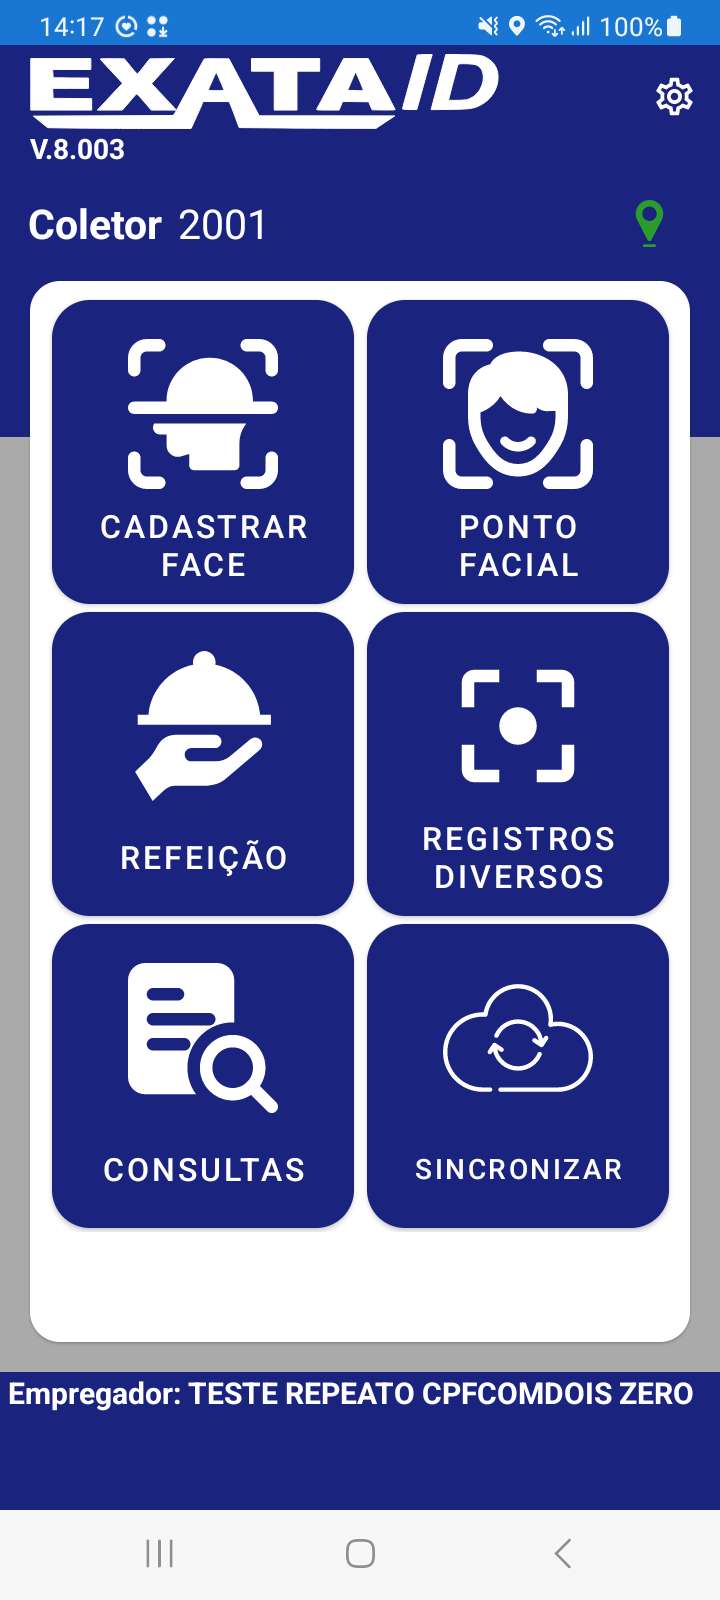 14:17
100%
EXATA ID
V.8.003
Coletor 2001
CADASTRAR
FACE
PONTO
FACIAL
REFEIÇÃO
REGISTROS
DIVERSOS
CONSULTAS
SINCRONIZAR
Empregador: TESTE REPEATO CPFCOMDOIS ZERO